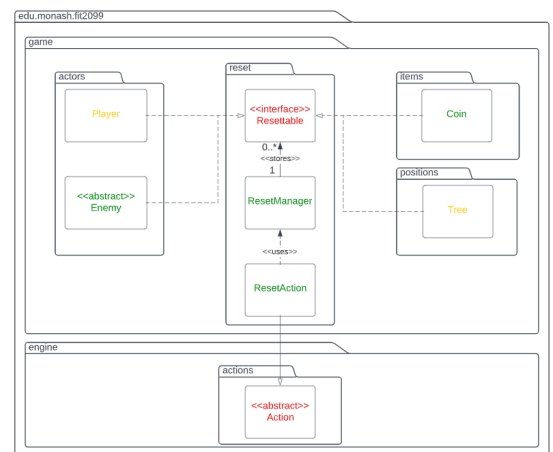 edu.monash.fit2099
game
actors
reset
items
Player
<<interface>>
Resettable
Coin
0..*
<<stores>>
1
<<abstract>>
Enemy
ResetManager
positions
Tree
<<uses>>
ResetAction
engine
actions
<<abstract>>
Action